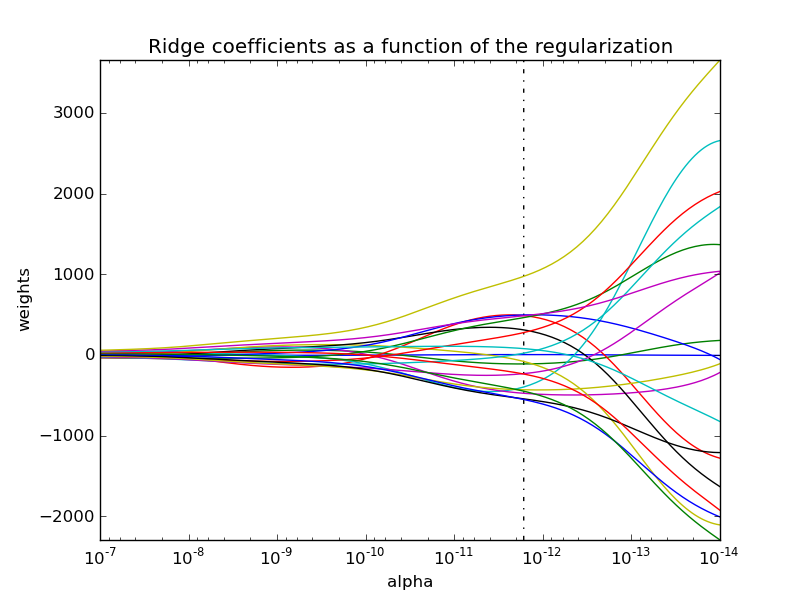 Ridge coefficients as a function of the regularization
3000
2000
1000
0
−1000
−2000
weights
10⁻⁷ 10⁻⁸ 10⁻⁹ 10⁻¹⁰ 10⁻¹¹ 10⁻¹² 10⁻¹³ 10⁻¹⁴
alpha